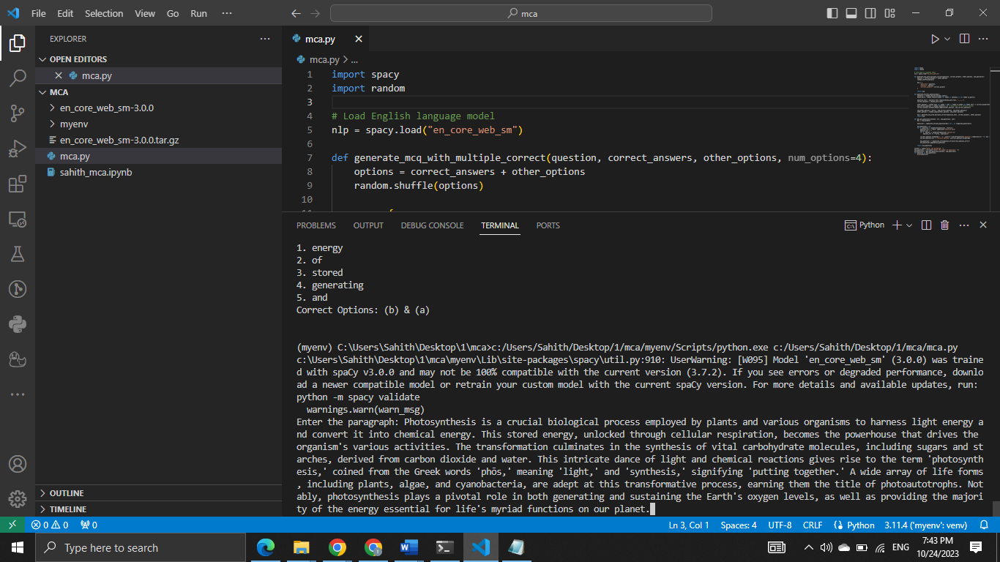 File Edit Selection View Go Run ···
mca
EXPLORER
OPEN EDITORS
mca.py
MCA
en_core_web_sm-3.0.0
myenv
en_core_web_sm-3.0.0.tar.gz
mca.py
sahith_mca.ipynb
OUTLINE
TIMELINE
mca.py
mca.py > ...
1 import spacy
2 import random
3
4 # Load English language model
5 nlp = spacy.load("en_core_web_sm")
6
7 def generate_mcq_with_multiple_correct(question, correct_answers, other_options, num_options=4):
8 options = correct_answers + other_options
9 random.shuffle(options)
10
PROBLEMS OUTPUT DEBUG CONSOLE TERMINAL PORTS
Python
1. energy
2. of
3. stored
4. generating
5. and
Correct Options: (b) & (a)
(myenv) C:\Users\Sahith\Desktop\1\mca>c:/Users/Sahith/Desktop/1/mca/myenv/Scripts/python.exe c:/Users/Sahith/Desktop/1/mca/mca.py
c:\Users\Sahith\Desktop\1\mca\myenv\Lib\site-packages\spacy\util.py:910: UserWarning: [W095] Model 'en_core_web_sm' (3.0.0) was traine
d with spaCy v3.0.0 and may not be 100% compatible with the current version (3.7.2). If you see errors or degraded performance, downlo
ad a newer compatible model or retrain your custom model with the current spaCy version. For more details and available updates, run:
python -m spacy validate
warnings.warn(warn_msg)
Enter the paragraph: Photosynthesis is a crucial biological process employed by plants and various organisms to harness light energy a
nd convert it into chemical energy. This stored energy, unlocked through cellular respiration, becomes the powerhouse that drives the
organism's various activities. The transformation culminates in the synthesis of vital carbohydrate molecules, including sugars and st
arches, derived from carbon dioxide and water. This intricate dance of light and chemical reactions gives rise to the term 'photosynth
esis,' coined from the Greek words 'phōs,' meaning 'light,' and 'synthesis,' signifying 'putting together.' A wide array of life forms
, including plants, algae, and cyanobacteria, are adept at this transformative process, earning them the title of photoautotrophs. Not
ably, photosynthesis plays a pivotal role in both generating and sustaining the Earth's oxygen levels, as well as providing the majori
ty of the energy essential for life's myriad functions on our planet.
0 0 0 Ln 3, Col 1 Spaces: 4 UTF-8 CRLF Python 3.11.4 ('myenv': venv)
Type here to search
ENG
7:43 PM
10/24/2023